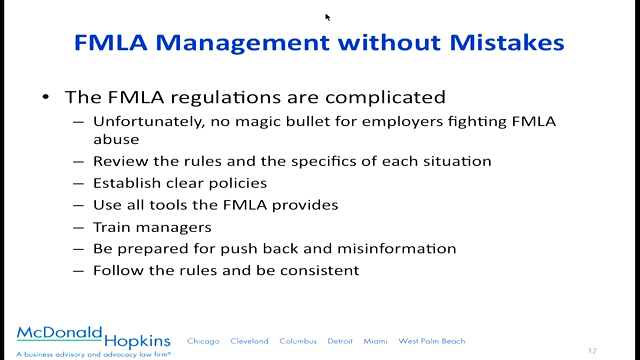 FMLA Management without Mistakes
• The FMLA regulations are complicated
– Unfortunately, no magic bullet for employers fighting FMLA
abuse
– Review the rules and the specifics of each situation
– Establish clear policies
– Use all tools the FMLA provides
– Train managers
– Be prepared for push back and misinformation
– Follow the rules and be consistent
McDonald
Hopkins
A business advisory and advocacy law firm®
Chicago Cleveland Columbus Detroit Miami West Palm Beach
32